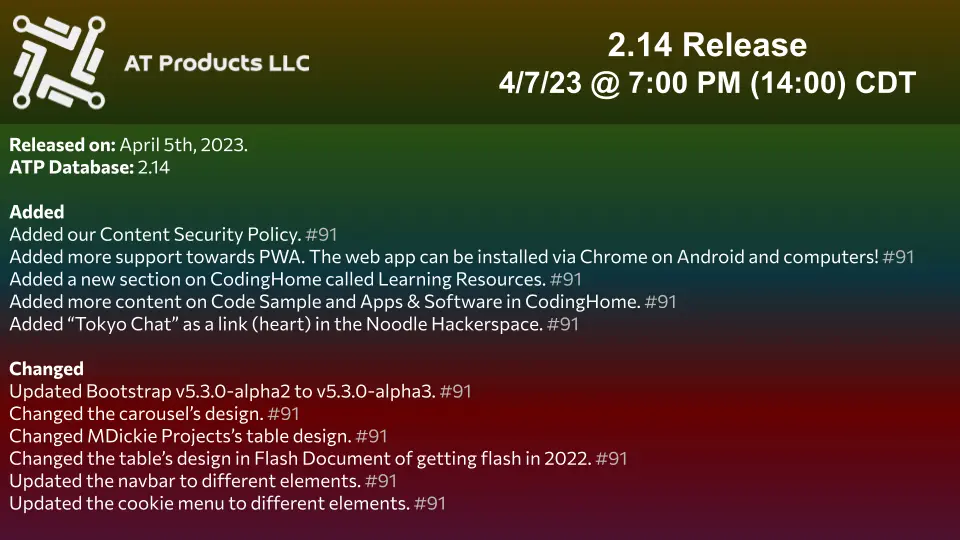 AT Products LLC
2.14 Release
4/7/23 @ 7:00 PM (14:00) CDT
Released on: April 5th, 2023.
ATP Database: 2.14
Added
Added our Content Security Policy. #91
Added more support towards PWA. The web app can be installed via Chrome on Android and computers! #91
Added a new section on CodingHome called Learning Resources. #91
Added more content on Code Sample and Apps & Software in CodingHome. #91
Added “Tokyo Chat” as a link (heart) in the Noodle Hackerspace. #91
Changed
Updated Bootstrap v5.3.0-alpha2 to v5.3.0-alpha3. #91
Changed the carousel’s design. #91
Changed MDickie Projects’s table design. #91
Changed the table’s design in Flash Document of getting flash in 2022. #91
Updated the navbar to different elements. #91
Updated the cookie menu to different elements. #91